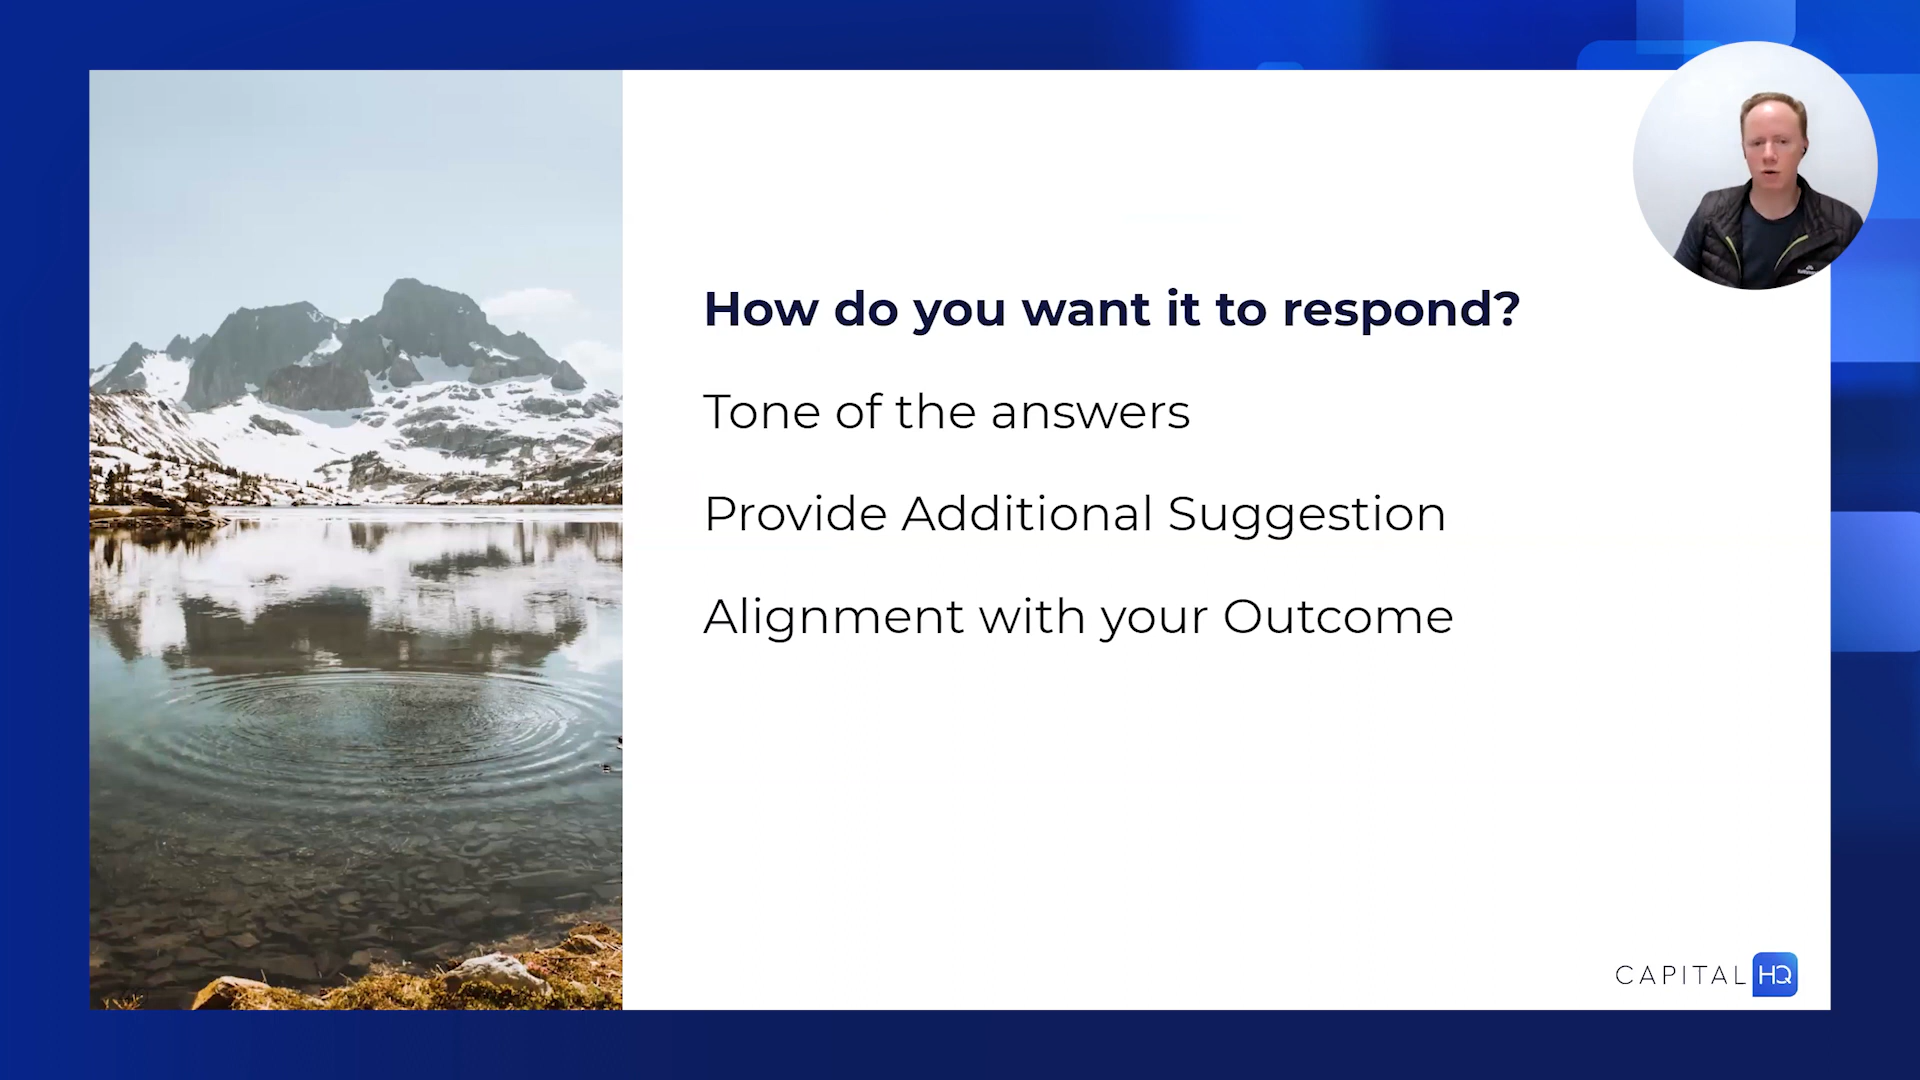 How do you want it to respond?
Tone of the answers
Provide Additional Suggestion
Alignment with your Outcome
CAPITAL HQ